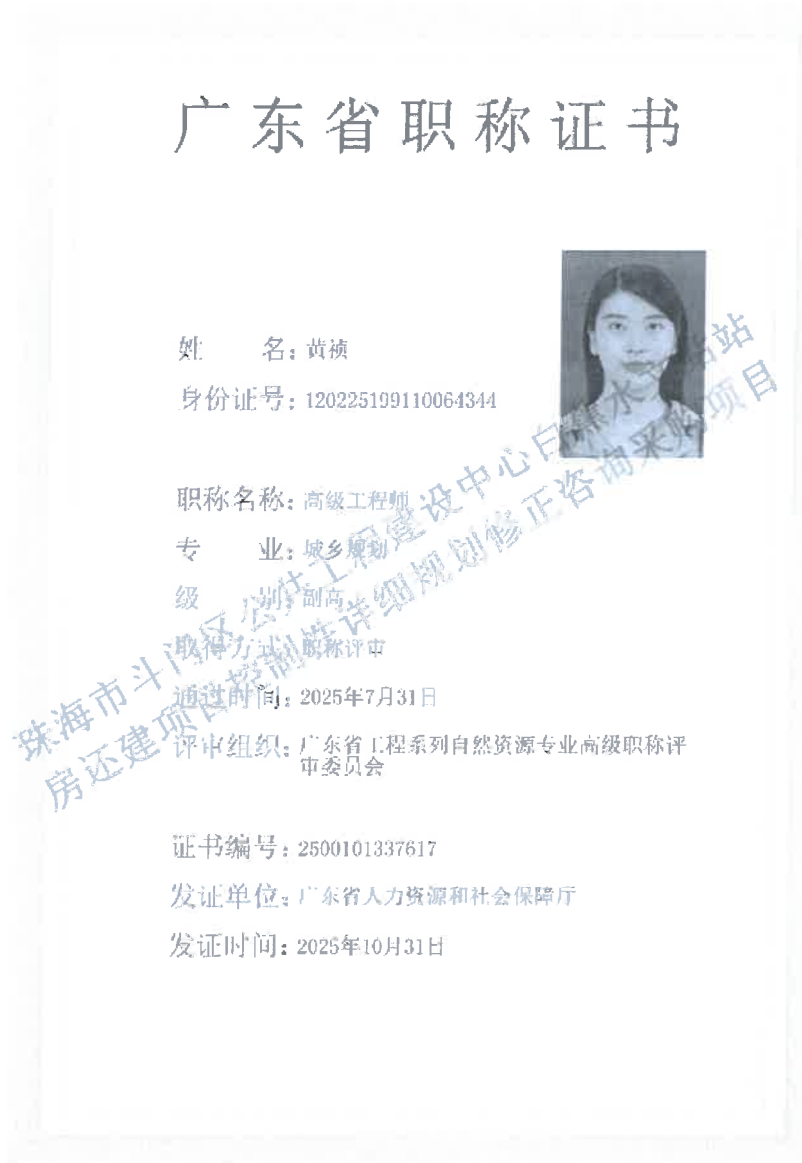 广东省职称证书
姓 名：黄祯
身份证号：120225199110064344
职称名称：高级工程师
专 业：城乡规划
级 别：副高
取得方式：职称评审
通过时间：2025年7月31日
评审组织：广东省工程系列自然资源专业高级职称评
审委员会
证书编号：2500101337617
发证单位：广东省人力资源和社会保障厅
发证时间：2025年10月31日
珠海市斗门区公共工程建设中心白蕉水
站
房还建项目控制性详细规划修正咨询采购项目